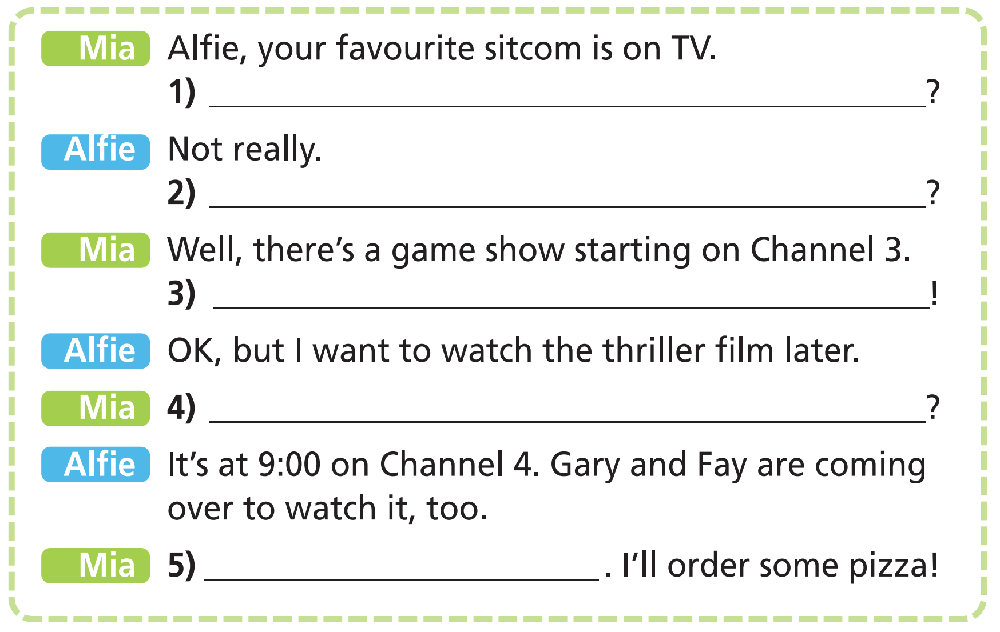 Mia Alfie, your favourite sitcom is on TV.
1) ?
Alfie Not really.
2) ?
Mia Well, there's a game show starting on Channel 3.
3) !
Alfie OK, but I want to watch the thriller film later.
Mia 4) ?
Alfie It's at 9:00 on Channel 4. Gary and Fay are coming
over to watch it, too.
Mia 5) . I'll order some pizza!